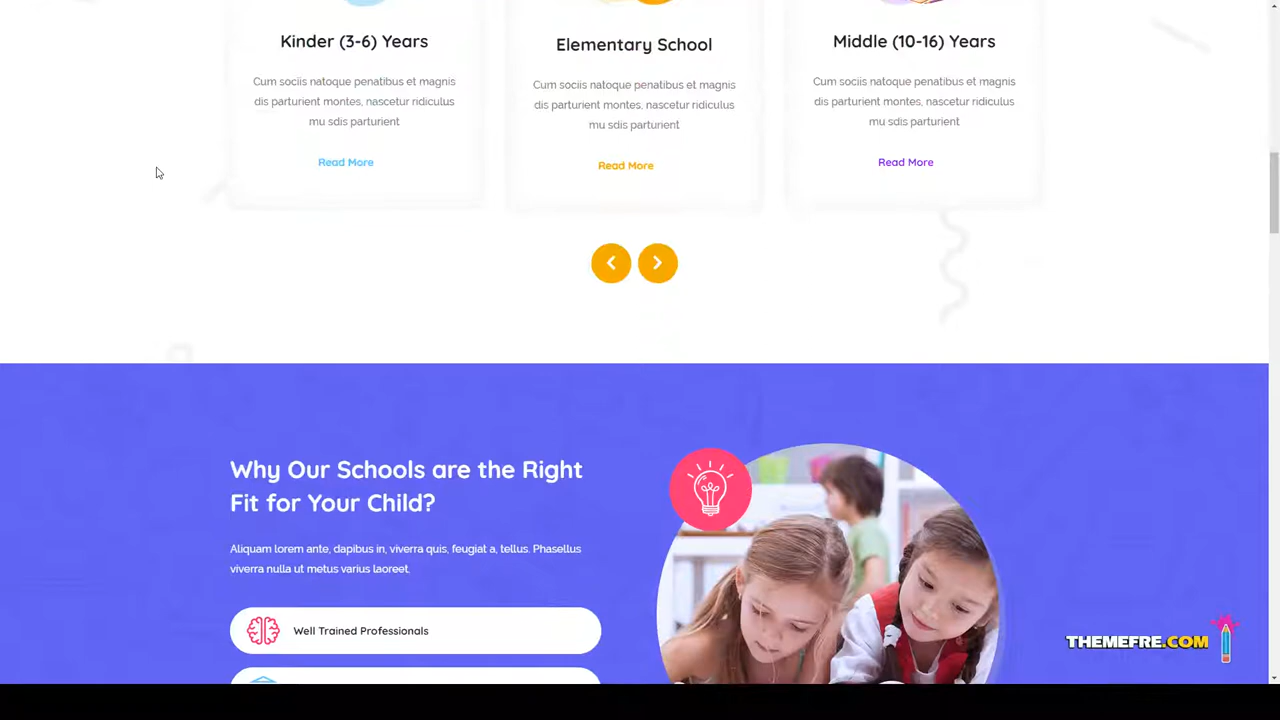 Kinder (3-6) Years
Cum sociis natoque penatibus et magnis
dis parturient montes, nascetur ridiculus
mu sdis parturient
Read More
Elementary School
Cum sociis natoque penatibus et magnis
dis parturient montes, nascetur ridiculus
mu sdis parturient
Read More
Middle (10-16) Years
Cum sociis natoque penatibus et magnis
dis parturient montes, nascetur ridiculus
mu sdis parturient
Read More
Why Our Schools are the Right
Fit for Your Child?
Aliquam lorem ante, dapibus in, viverra quis, feugiat a, tellus. Phasellus
viverra nulla ut metus varius laoreet.
Well Trained Professionals
THEMEFRE.COM